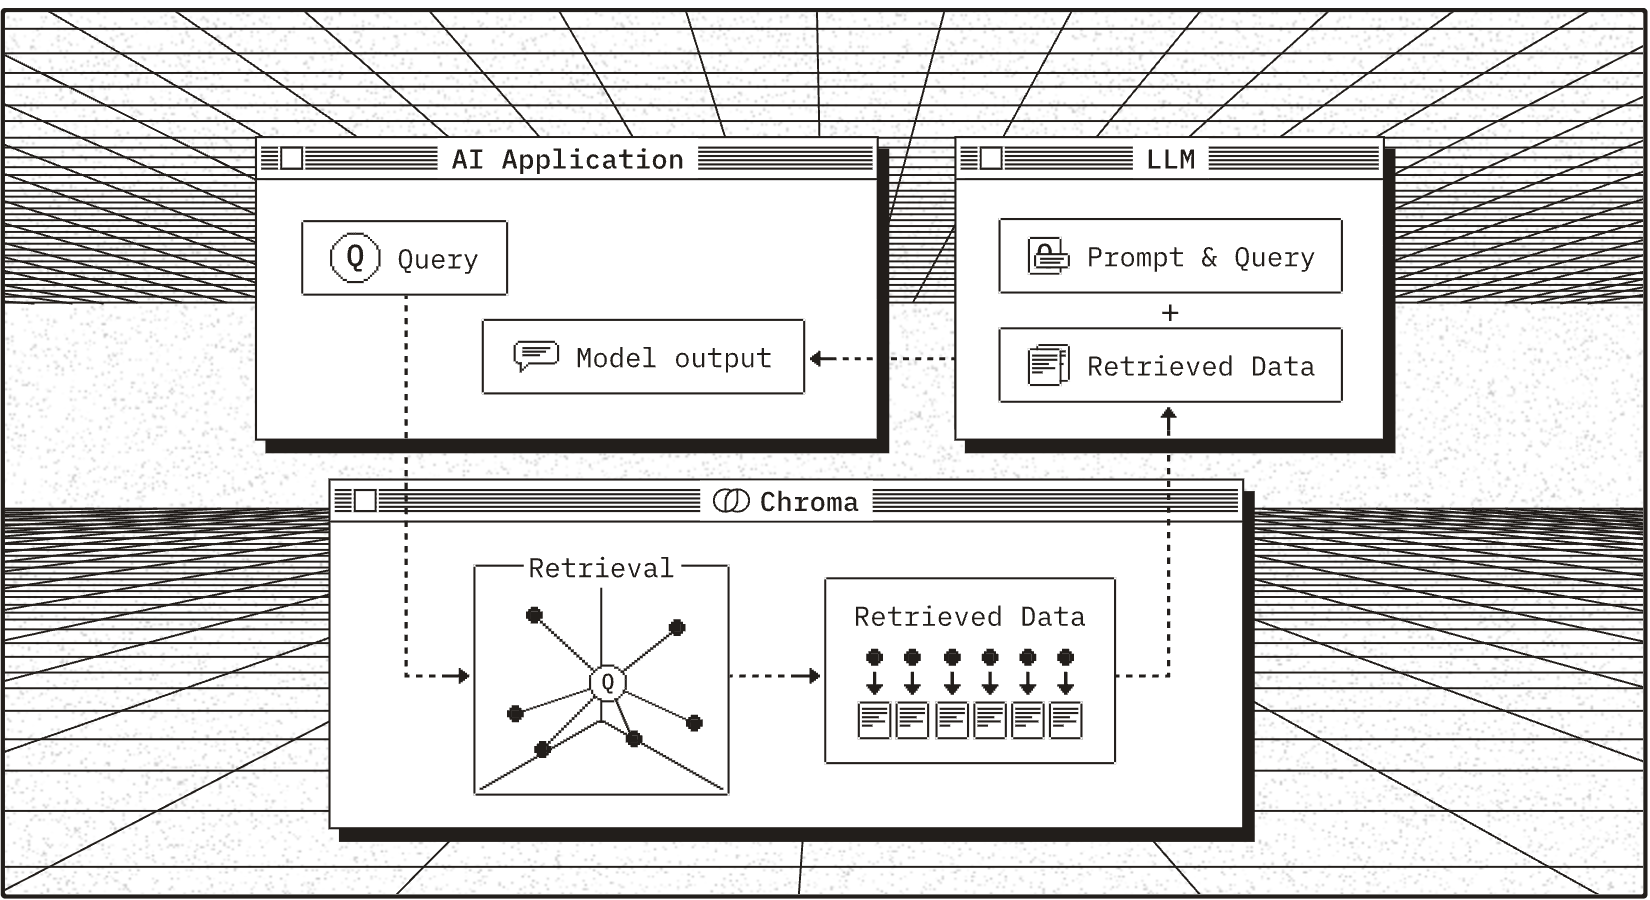 AI Application
Q Query
Model output
LLM
Prompt & Query
+
Retrieved Data
Chroma
Retrieval
Q
Retrieved Data